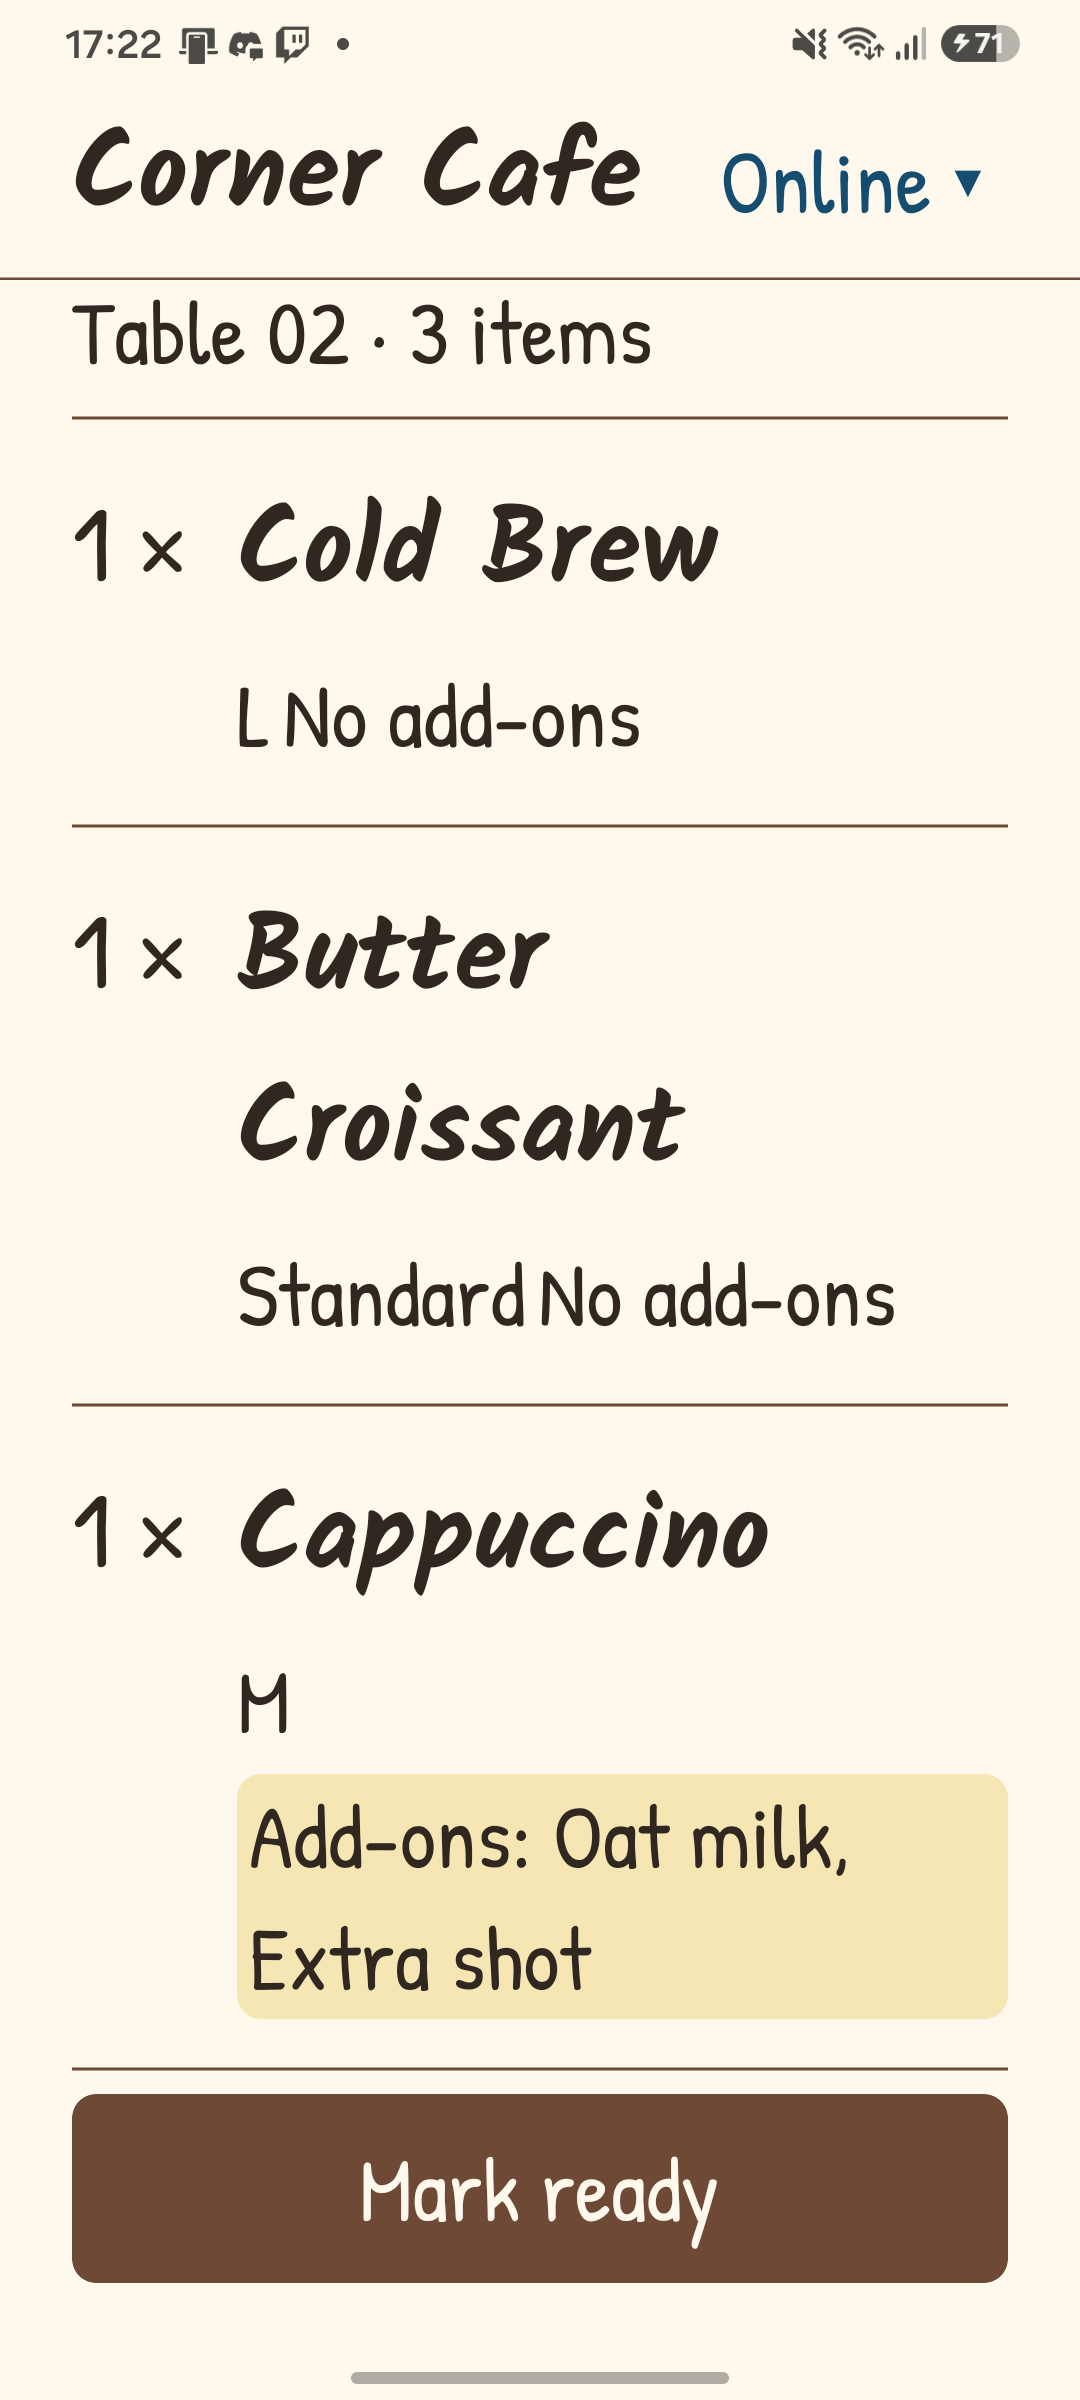 17:22 71
Corner Cafe Online ▼
Table 02 · 3 items
1 × Cold Brew
L No add-ons
1 × Butter
Croissant
Standard No add-ons
1 × Cappuccino
M
Add-ons: Oat milk,
Extra shot
Mark ready